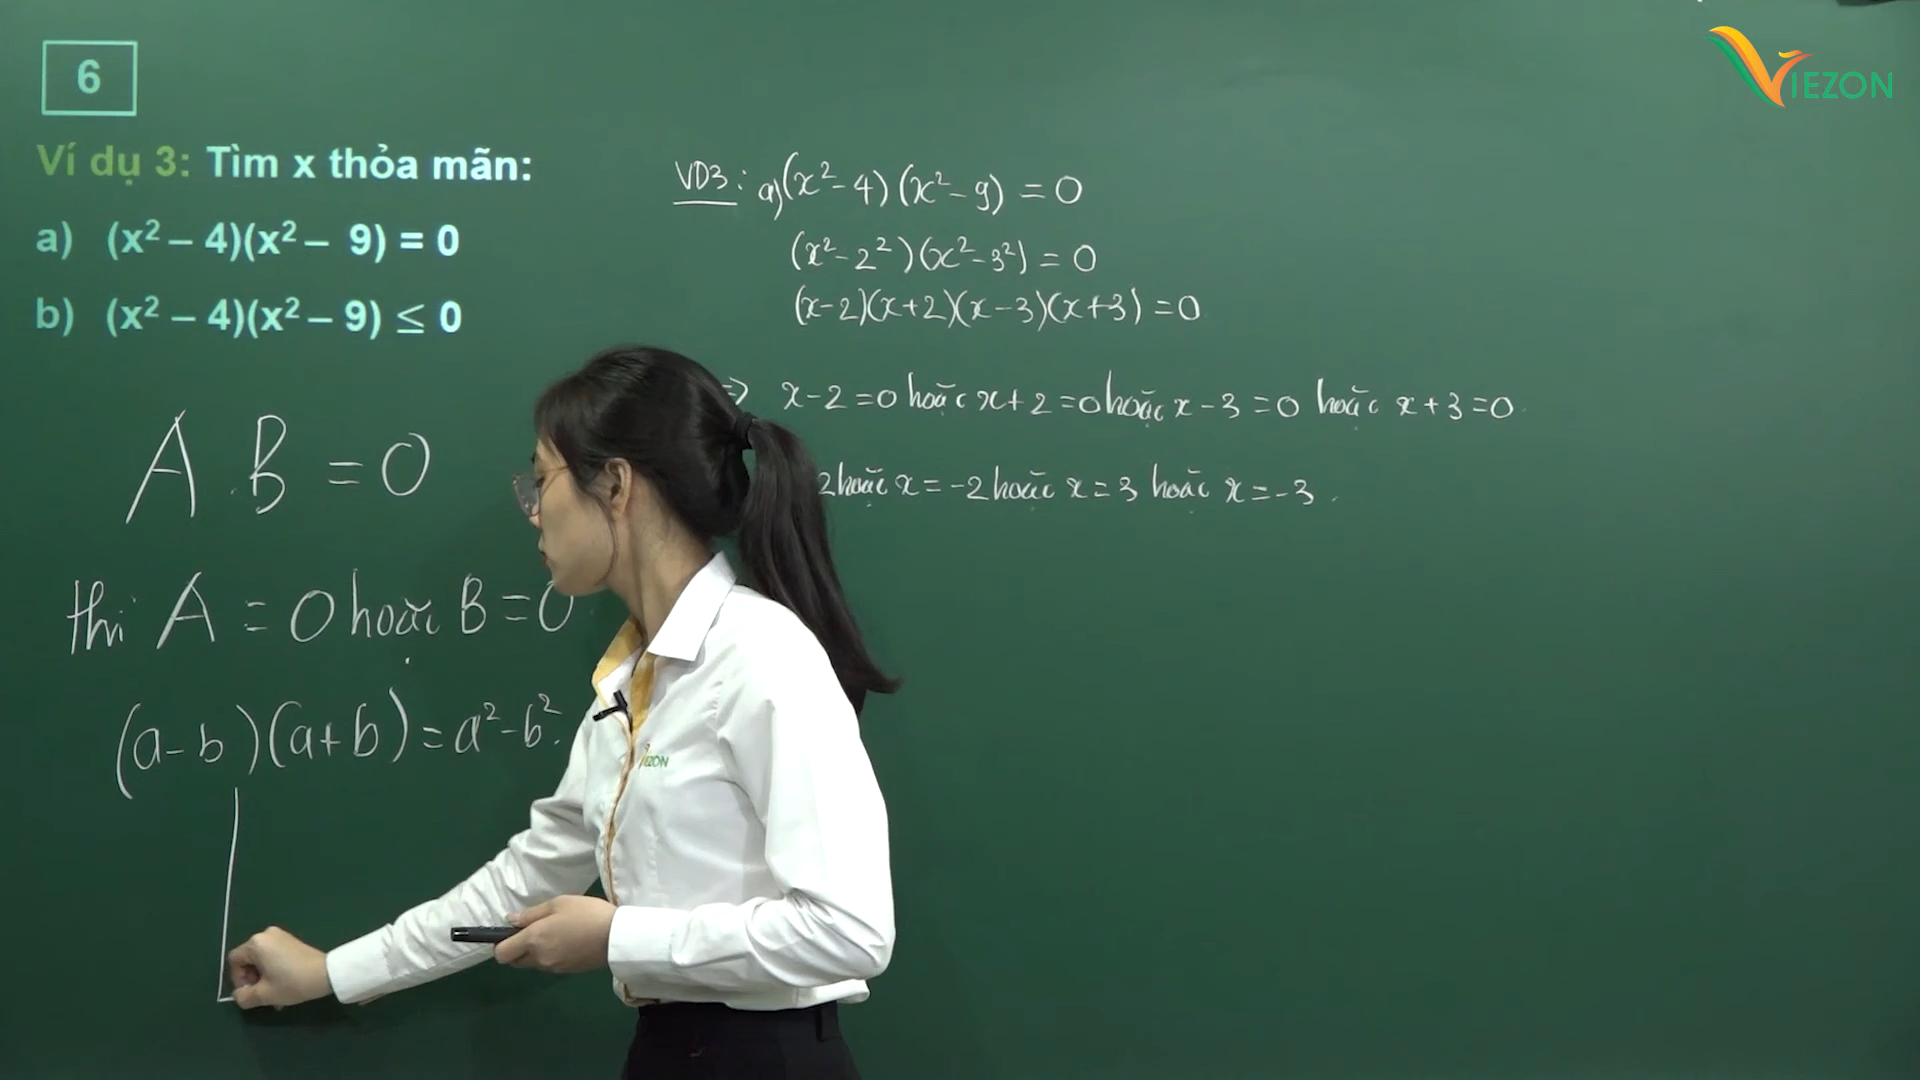 6
VIEZON
Ví dụ 3: Tìm x thỏa mãn:
a) (x² – 4)(x² – 9) = 0
b) (x² – 4)(x² – 9) ≤ 0
A . B = 0
thì A = 0 hoặc B = 0
(a-b)(a+b) = a² - b².
VD3: a) (x² - 4)(x² - 9) = 0
(x² - 2²)(x² - 3²) = 0
(x-2)(x+2)(x-3)(x+3) = 0
=> x - 2 = 0 hoặc x + 2 = 0 hoặc x - 3 = 0 hoặc x + 3 = 0
2 hoặc x = -2 hoặc x = 3 hoặc x = -3.
IEZON